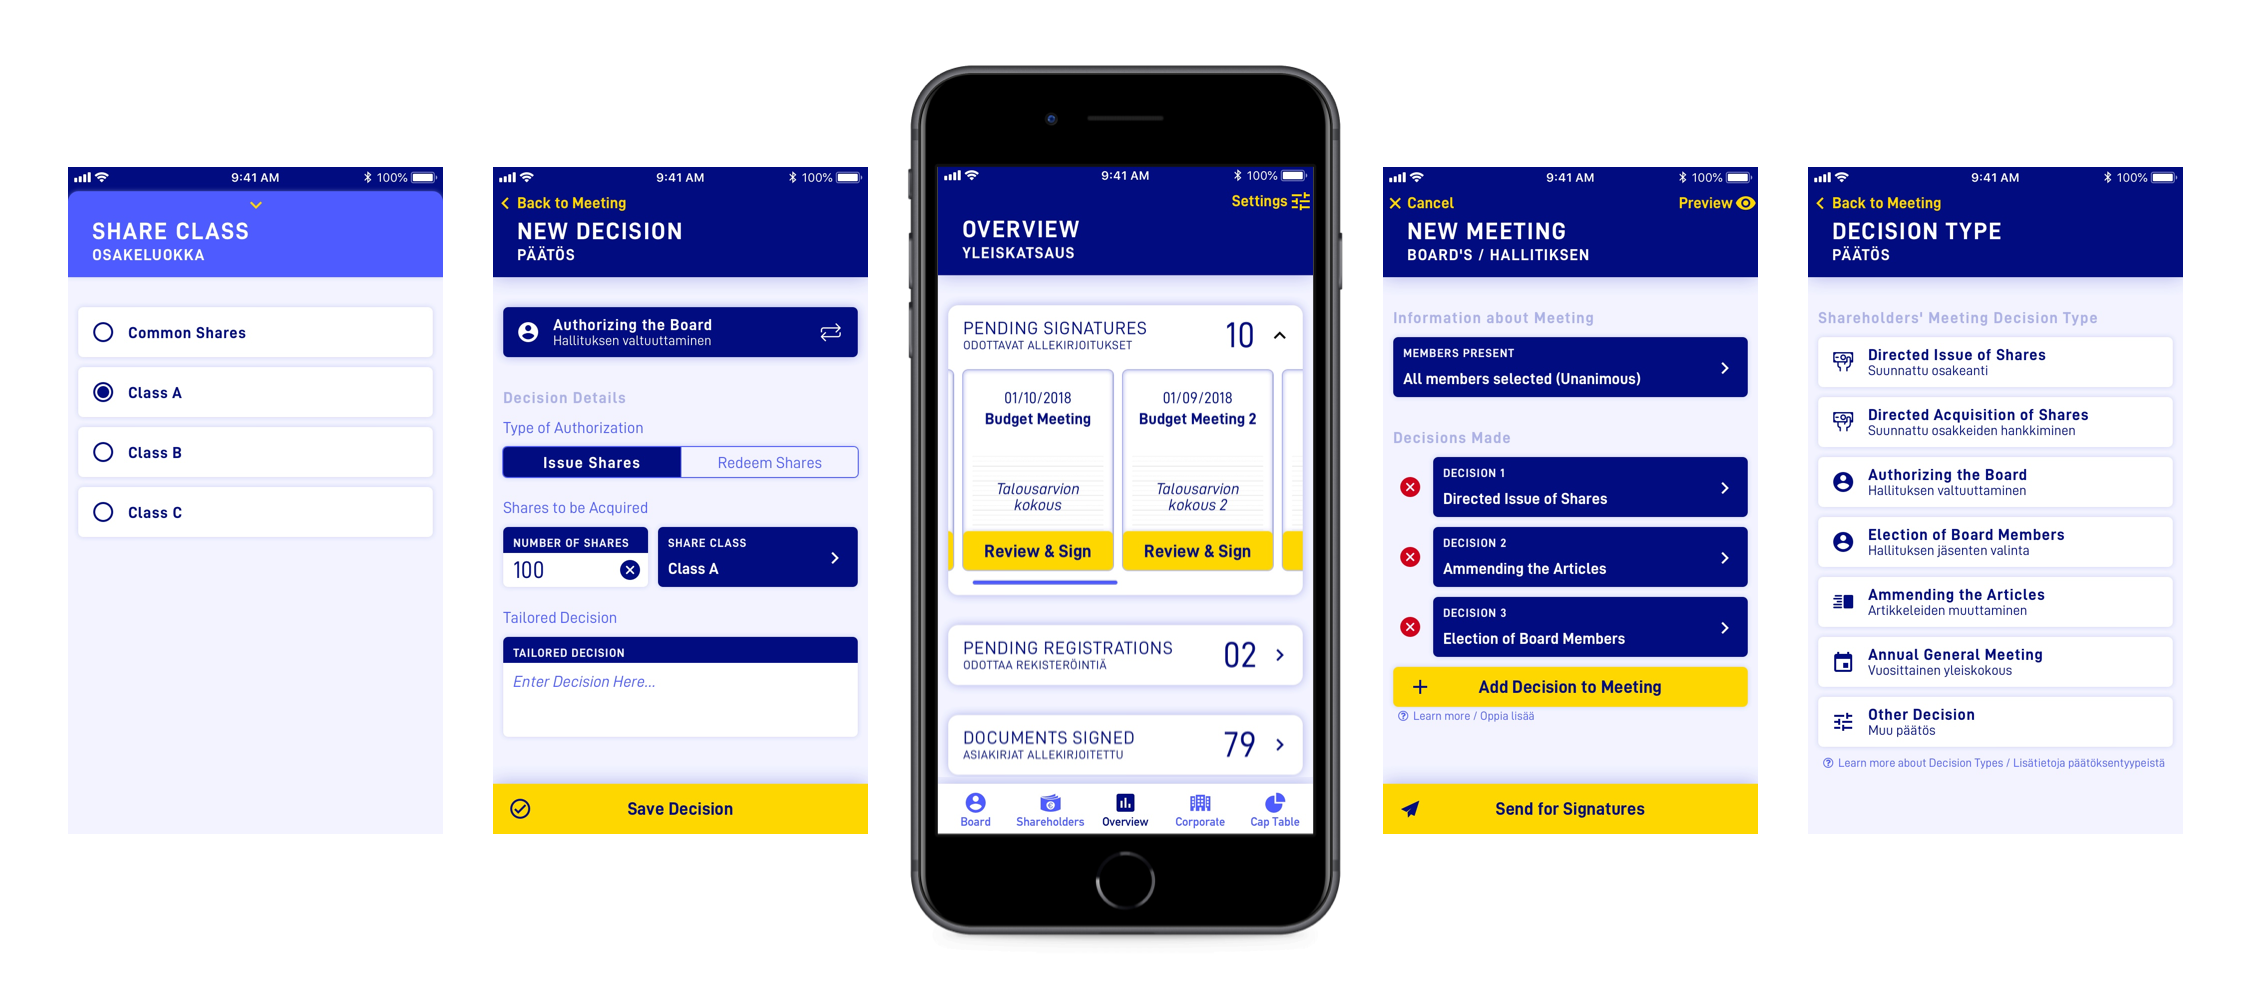 9:41 AM
100%
SHARE CLASS
OSAKELUOKKA
Common Shares
Class A
Class B
Class C
9:41 AM
100%
Back to Meeting
NEW DECISION
PÄÄTÖS
Authorizing the Board
Hallituksen valtuuttaminen
Decision Details
Type of Authorization
Issue Shares
Redeem Shares
Shares to be Acquired
NUMBER OF SHARES
100
SHARE CLASS
Class A
Tailored Decision
TAILORED DECISION
Enter Decision Here...
Save Decision
9:41 AM
100%
Settings
OVERVIEW
YLEISKATSAUS
PENDING SIGNATURES
ODOTTAVAT ALLEKIRJOITUKSET
10
01/10/2018
Budget Meeting
Talousarvion
kokous
Review & Sign
01/09/2018
Budget Meeting 2
Talousarvion
kokous 2
Review & Sign
PENDING REGISTRATIONS
ODOTTAA REKISTERÖINTIÄ
02
DOCUMENTS SIGNED
ASIAKIRJAT ALLEKIRJOITETTU
79
Board
Shareholders
Overview
Corporate
Cap Table
9:41 AM
100%
Cancel
Preview
NEW MEETING
BOARD'S / HALLITIKSEN
Information about Meeting
MEMBERS PRESENT
All members selected (Unanimous)
Decisions Made
DECISION 1
Directed Issue of Shares
DECISION 2
Ammending the Articles
DECISION 3
Election of Board Members
Add Decision to Meeting
Learn more / Oppia lisää
Send for Signatures
9:41 AM
100%
Back to Meeting
DECISION TYPE
PÄÄTÖS
Shareholders' Meeting Decision Type
Directed Issue of Shares
Suunnattu osakeanti
Directed Acquisition of Shares
Suunnattu osakkeiden hankkiminen
Authorizing the Board
Hallituksen valtuuttaminen
Election of Board Members
Hallituksen jäsenten valinta
Ammending the Articles
Artikkeleiden muuttaminen
Annual General Meeting
Vuosittainen yleiskokous
Other Decision
Muu päätös
Learn more about Decision Types / Lisätietoja päätöksentyypeistä